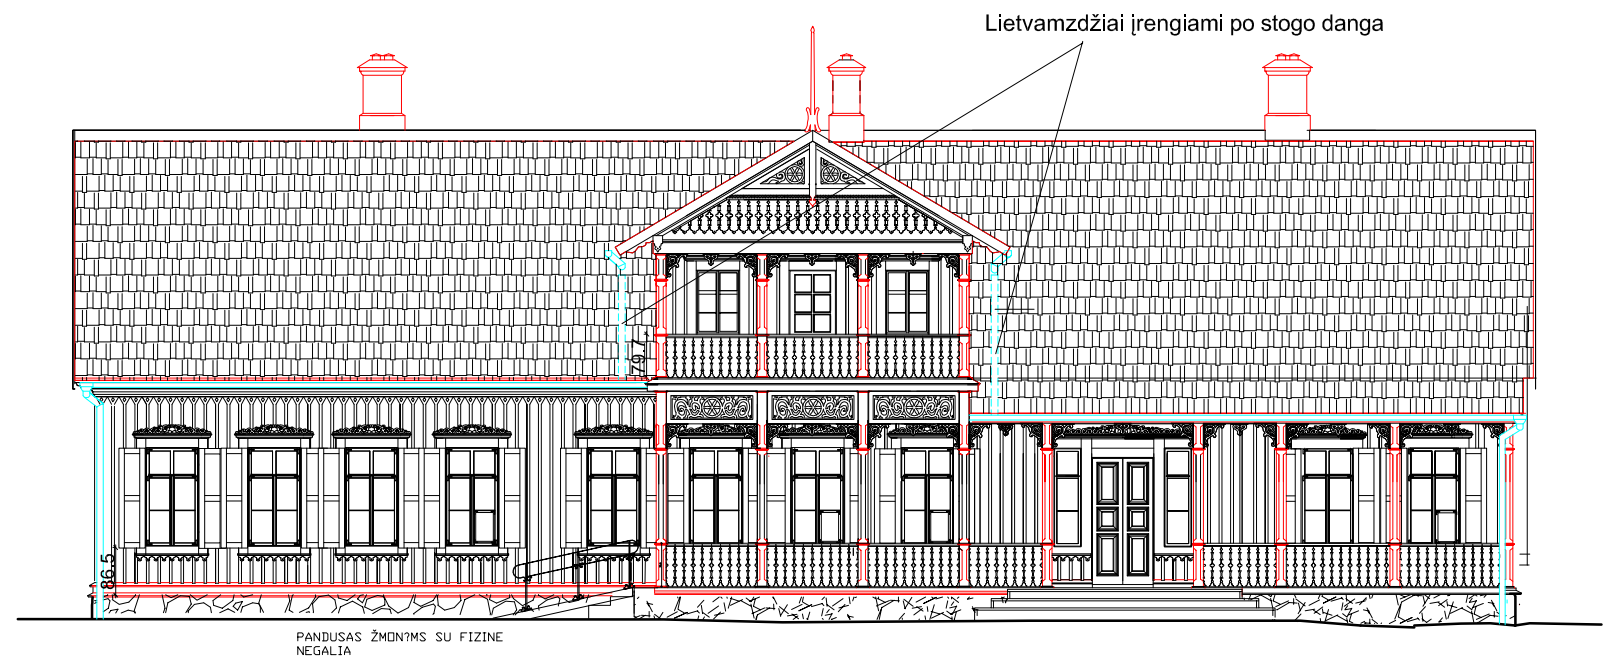 Lietvamzdžiai įrengiami po stogo danga
79.7
86.5
PANDUSAS ŽMON?MS SU FIZINE
NEGALIA